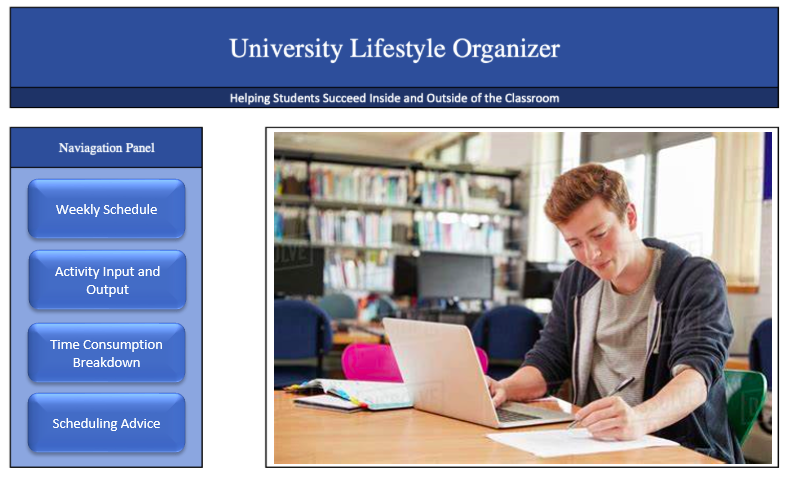 University Lifestyle Organizer
Helping Students Succeed Inside and Outside of the Classroom
Naviagation Panel
Weekly Schedule
Activity Input and
Output
Time Consumption
Breakdown
Scheduling Advice